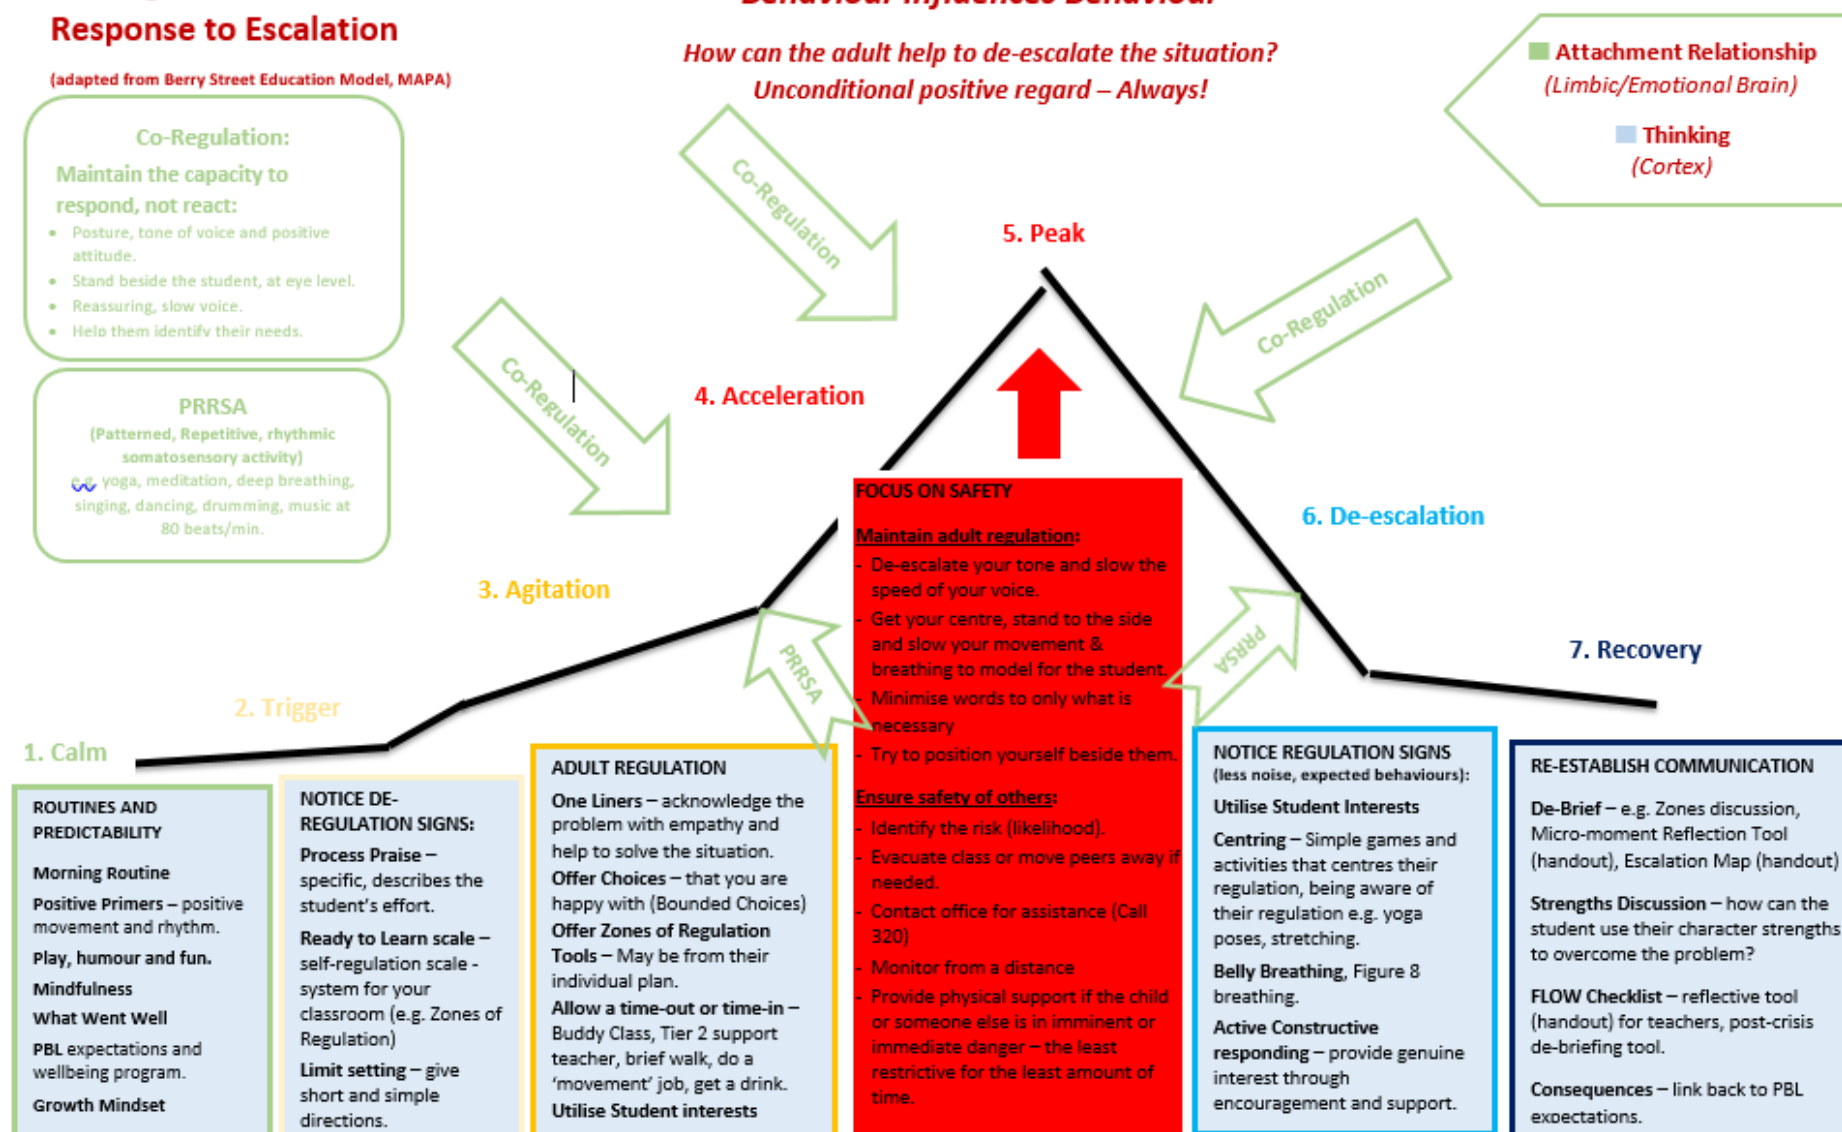 Response to Escalation
(adapted from Berry Street Education Model, MAPA)
Behaviour Influences Behaviour
How can the adult help to de-escalate the situation?
Unconditional positive regard – Always!
Attachment Relationship
(Limbic/Emotional Brain)
Thinking
(Cortex)
Co-Regulation:
Maintain the capacity to
respond, not react:
• Posture, tone of voice and positive
attitude.
• Stand beside the student, at eye level.
• Reassuring, slow voice.
• Help them identify their needs.
PRRSA
(Patterned, Repetitive, rhythmic
somatosensory activity)
e.g. yoga, meditation, deep breathing,
singing, dancing, drumming, music at
80 beats/min.
Co-Regulation
Co-Regulation
Co-Regulation
PRRSA
PRRSA
1. Calm
2. Trigger
3. Agitation
4. Acceleration
5. Peak
6. De-escalation
7. Recovery
ROUTINES AND
PREDICTABILITY
Morning Routine
Positive Primers – positive
movement and rhythm.
Play, humour and fun.
Mindfulness
What Went Well
PBL expectations and
wellbeing program.
Growth Mindset
NOTICE DE-
REGULATION SIGNS:
Process Praise –
specific, describes the
student's effort.
Ready to Learn scale –
self-regulation scale -
system for your
classroom (e.g. Zones of
Regulation)
Limit setting – give
short and simple
directions.
ADULT REGULATION
One Liners – acknowledge the
problem with empathy and
help to solve the situation.
Offer Choices – that you are
happy with (Bounded Choices)
Offer Zones of Regulation
Tools – May be from their
individual plan.
Allow a time-out or time-in –
Buddy Class, Tier 2 support
teacher, brief walk, do a
'movement' job, get a drink.
Utilise Student interests
FOCUS ON SAFETY
Maintain adult regulation:
- De-escalate your tone and slow the
speed of your voice.
- Get your centre, stand to the side
and slow your movement &
breathing to model for the student.
- Minimise words to only what is
necessary
- Try to position yourself beside them.
Ensure safety of others:
- Identify the risk (likelihood).
- Evacuate class or move peers away if
needed.
- Contact office for assistance (Call
320)
- Monitor from a distance
- Provide physical support if the child
or someone else is in imminent or
immediate danger – the least
restrictive for the least amount of
time.
NOTICE REGULATION SIGNS
(less noise, expected behaviours):
Utilise Student Interests
Centring – Simple games and
activities that centres their
regulation, being aware of
their regulation e.g. yoga
poses, stretching.
Belly Breathing, Figure 8
breathing.
Active Constructive
responding – provide genuine
interest through
encouragement and support.
RE-ESTABLISH COMMUNICATION
De-Brief – e.g. Zones discussion,
Micro-moment Reflection Tool
(handout), Escalation Map (handout)
Strengths Discussion – how can the
student use their character strengths
to overcome the problem?
FLOW Checklist – reflective tool
(handout) for teachers, post-crisis
de-briefing tool.
Consequences – link back to PBL
expectations.